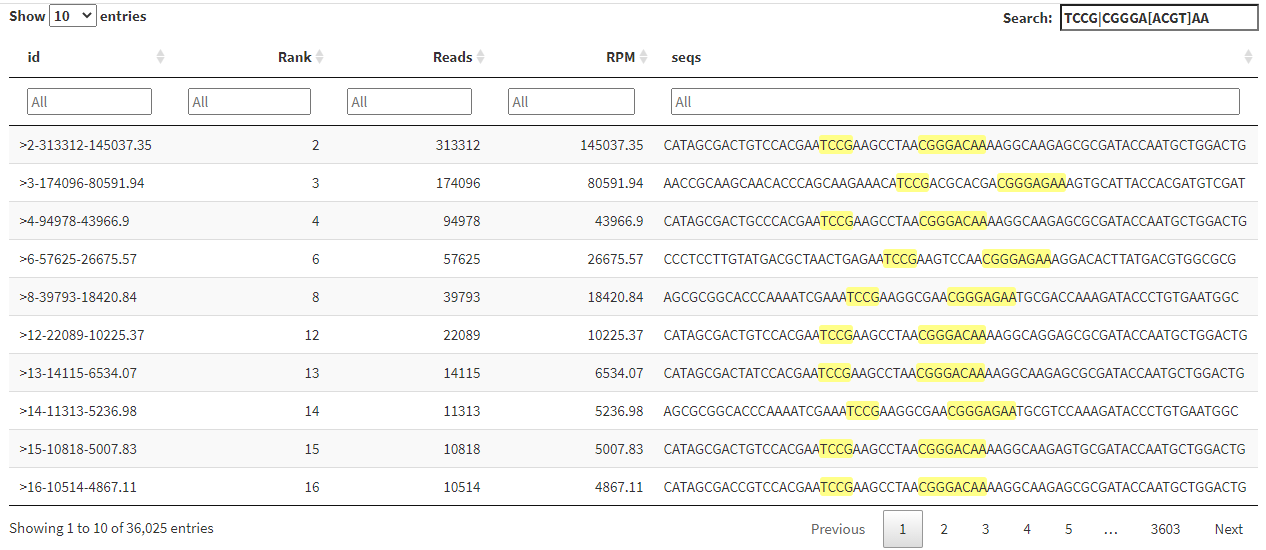 Show 10 entries Search: TCCG|CGGGA[ACGT]AA
id Rank Reads RPM seqs
All All All All All
>2-313312-145037.35 2 313312 145037.35 CATAGCGACTGTCCACGAATCCGAAGCCTAACGGGACAAAAGGCAAGAGCGCGATACCAATGCTGGACTG
>3-174096-80591.94 3 174096 80591.94 AACCGCAAGCAACACCCAGCAAGAAACATCCGACGCACGACGGGAGAAAGTGCATTACCACGATGTCGAT
>4-94978-43966.9 4 94978 43966.9 CATAGCGACTGCCCACGAATCCGAAGCCTAACGGGACAAAAGGCAAGAGCGCGATACCAATGCTGGACTG
>6-57625-26675.57 6 57625 26675.57 CCCTCCTTGTATGACGCTAACTGAGAATCCGAAGTCCAACGGGAGAAAGGACACTTATGACGTGGCGCG
>8-39793-18420.84 8 39793 18420.84 AGCGCGGCACCCAAAATCGAAATCCGAAGGCGAACGGGAGAATGCGACCAAAGATACCCTGTGAATGGC
>12-22089-10225.37 12 22089 10225.37 CATAGCGACTGTCCACGAATCCGAAGCCTAACGGGACAAAAGGCAGGAGCGCGATACCAATGCTGGACTG
>13-14115-6534.07 13 14115 6534.07 CATAGCGACTATCCACGAATCCGAAGCCTAACGGGACAAAAGGCAAGAGCGCGATACCAATGCTGGACTG
>14-11313-5236.98 14 11313 5236.98 AGCGCGGCACCCAAAATCGAAATCCGAAGGCGAACGGGAGAATGCGTCCAAAGATACCCTGTGAATGGC
>15-10818-5007.83 15 10818 5007.83 CATAGCGACTGTCCACGAATCCGAAGCCTAACGGGACAAAAGGCAAGAGTGCGATACCAATGCTGGACTG
>16-10514-4867.11 16 10514 4867.11 CATAGCGACCGTCCACGAATCCGAAGCCTAACGGGACAAAAGGCAAGAGCGCGATACCAATGCTGGACTG
Showing 1 to 10 of 36,025 entries Previous 1 2 3 4 5 … 3603 Next